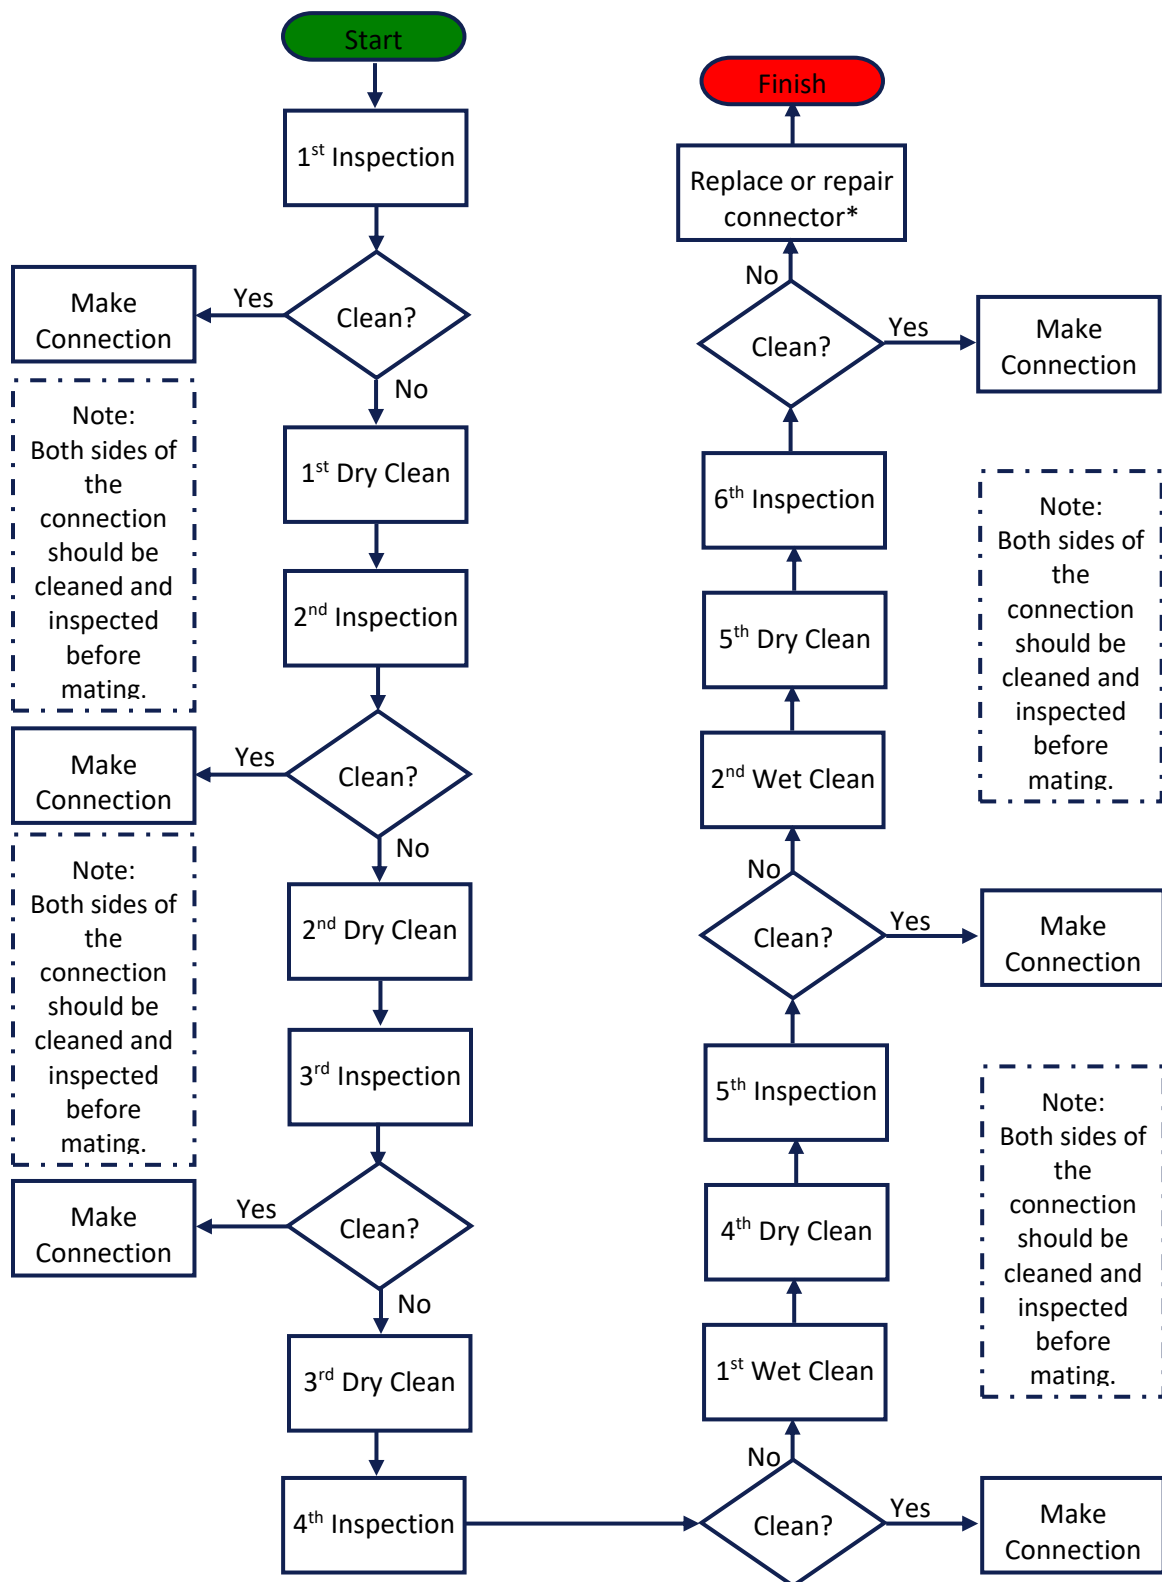 Start
1st Inspection
Clean?
Yes
Make
Connection
No
Note:
Both sides of
the
connection
should be
cleaned and
inspected
before
mating.
1st Dry Clean
2nd Inspection
Clean?
Yes
Make
Connection
No
Note:
Both sides of
the
connection
should be
cleaned and
inspected
before
mating.
2nd Dry Clean
3rd Inspection
Clean?
Yes
Make
Connection
No
3rd Dry Clean
4th Inspection
Clean?
Yes
Make
Connection
No
1st Wet Clean
Note:
Both sides of
the
connection
should be
cleaned and
inspected
before
mating.
4th Dry Clean
5th Inspection
Clean?
Yes
Make
Connection
No
2nd Wet Clean
5th Dry Clean
Note:
Both sides of
the
connection
should be
cleaned and
inspected
before
mating.
6th Inspection
Clean?
Yes
Make
Connection
No
Replace or repair
connector*
Finish